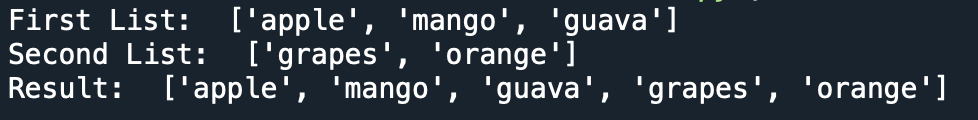 First List:  ['apple', 'mango', 'guava']
Second List:  ['grapes', 'orange']
Result:  ['apple', 'mango', 'guava', 'grapes', 'orange']